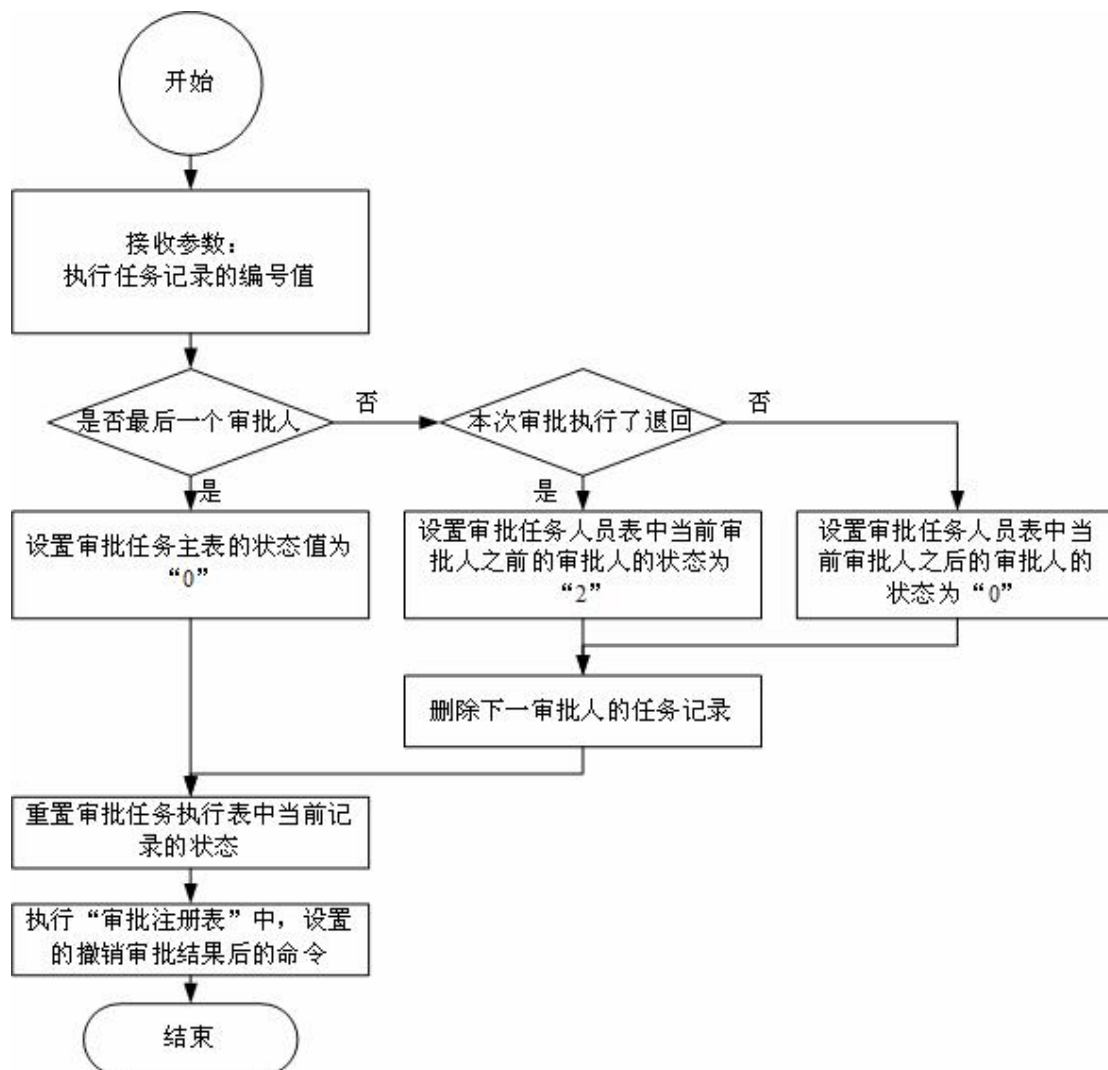 开始
接收参数：
执行任务记录的编号值
是否最后一个审批人
否
本次审批执行了退回
否
是
是
设置审批任务主表的状态值为
“0”
设置审批任务人员表中当前审
批人之前的审批人的状态为
“2”
设置审批任务人员表中当
前审批人之后的审批人的
状态为“0”
删除下一审批人的任务记录
重置审批任务执行表中当前记
录的状态
执行“审批注册表”中，设置
的撤销审批结果后的命令
结束